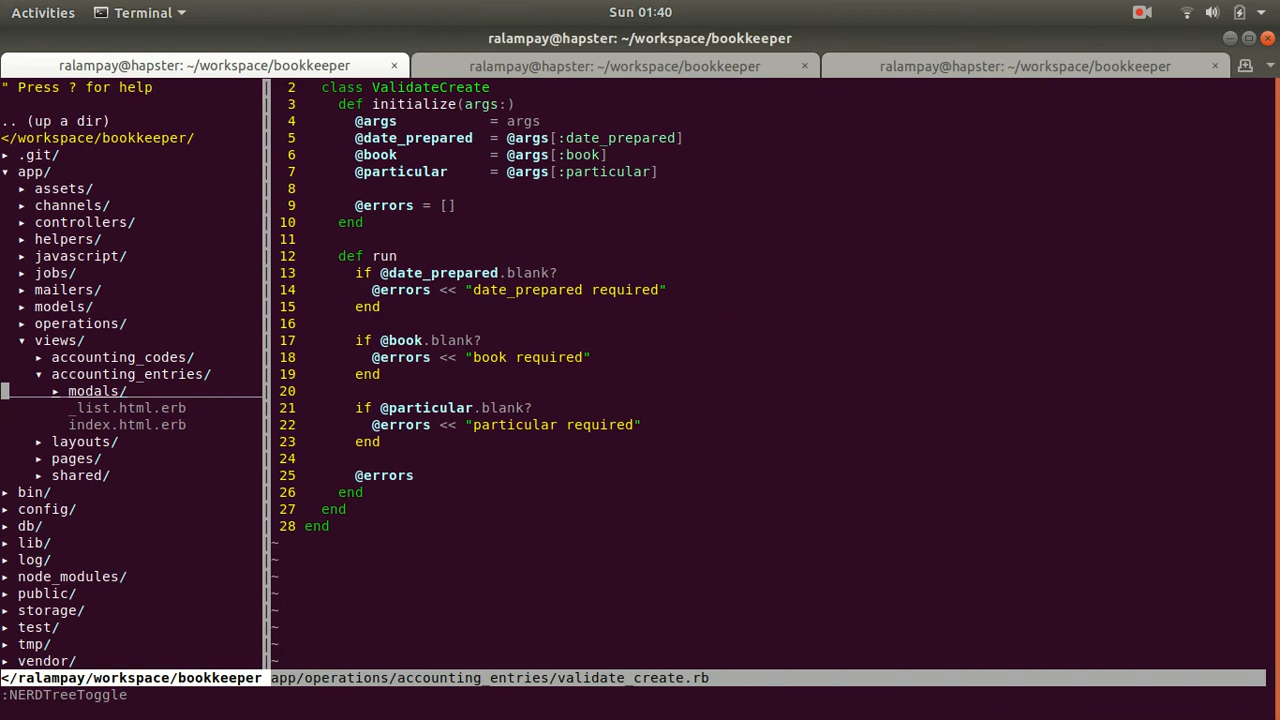 Activities Terminal Sun 01:40
ralampay@hapster: ~/workspace/bookkeeper
ralampay@hapster: ~/workspace/bookkeeper × ralampay@hapster: ~/workspace/bookkeeper × ralampay@hapster: ~/workspace/bookkeeper ×
" Press ? for help
.. (up a dir)
</workspace/bookkeeper/
▸ .git/
▾ app/
▸ assets/
▸ channels/
▸ controllers/
▸ helpers/
▸ javascript/
▸ jobs/
▸ mailers/
▸ models/
▸ operations/
▾ views/
▸ accounting_codes/
▾ accounting_entries/
▸ modals/
_list.html.erb
index.html.erb
▸ layouts/
▸ pages/
▸ shared/
▸ bin/
▸ config/
▸ db/
▸ lib/
▸ log/
▸ node_modules/
▸ public/
▸ storage/
▸ test/
▸ tmp/
▸ vendor/
2 class ValidateCreate
3 def initialize(args:)
4 @args = args
5 @date_prepared = @args[:date_prepared]
6 @book = @args[:book]
7 @particular = @args[:particular]
8
9 @errors = []
10 end
11
12 def run
13 if @date_prepared.blank?
14 @errors << "date_prepared required"
15 end
16
17 if @book.blank?
18 @errors << "book required"
19 end
20
21 if @particular.blank?
22 @errors << "particular required"
23 end
24
25 @errors
26 end
27 end
28 end
~
~
~
~
~
~
~
~
</ralampay/workspace/bookkeeper app/operations/accounting_entries/validate_create.rb
:NERDTreeToggle